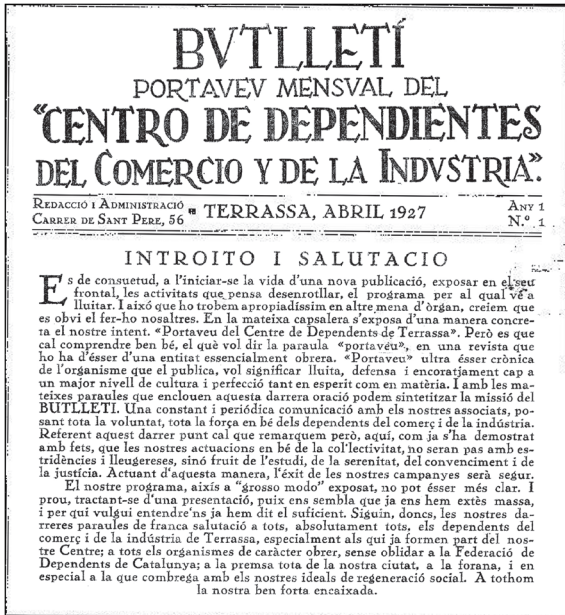 BVTLLETÍ
PORTAVEV MENSVAL DEL
"CENTRO DE DEPENDIENTES
DEL COMERCIO Y DE LA INDVSTRIA".
REDACCIÓ I ADMINISTRACIÓ
CARRER DE SANT PERE, 56
TERRASSA, ABRIL 1927
ANY 1
N.º 1
INTROITO I SALUTACIO
Es de consuetud, a l'iniciar-se la vida d'una nova publicació, exposar en el seu
frontal, les activitats que pensa desenrotllar, el programa per al qual ve a
lluitar. I aixó que ho trobem apropiadíssim en altre mena d'òrgan, creiem que
es obvi el fer-ho nosaltres. En la mateixa capsalera s'exposa d'una manera concre-
ta el nostre intent. «Portaveu del Centre de Dependents de Terrassa». Però es que
cal comprendre ben bé, el què vol dir la paraula «portaveu», en una revista que
ho ha d'ésser d'una entitat essencialment obrera. «Portaveu» ultra ésser crònica
de l'organisme que el publica, vol significar lluita, defensa i encoratjament cap a
un major nivell de cultura i perfecció tant en esperit com en matèria. I amb les ma-
teixes paraules que enclouen aquesta darrera oració podem sintetitzar la missió del
BUTLLETI. Una constant i periódica comunicació amb els nostres associats, po-
sant tota la voluntat, tota la força en bé dels dependents del comerç i de la indústria.
Referent aquest darrer punt cal que remarquem però, aquí, com ja s'ha demostrat
amb fets, que les nostres actuacions en bé de la col'lectivitat, no seran pas amb es-
tridències i lleugereses, sinó fruit de l'estudi, de la serenitat, del convenciment i de
la justícia. Actuant d'aquesta manera, l'éxit de les nostres campanyes serà segur.
El nostre programa, aixís a "grosso modo" exposat, no pot ésser més clar. I
prou, tractant-se d'una presentació, puix ens sembla que ja ens hem extès massa,
i per qui vulgui entendre'ns ja hem dit el suficient. Siguin, doncs, les nostres da-
rreres paraules de franca salutació a tots, absolutament tots, els dependents del
comerç i de la indústria de Terrassa, especialment als qui ja formen part del nos-
tre Centre; a tots els organismes de caràcter obrer, sense oblidar a la Federació de
Dependents de Catalunya; a la premsa tota de la nostra ciutat, a la forana, i en
especial a la que combrega amb els nostres ideals de regeneració social. A tothom
la nostra ben forta encaixada.